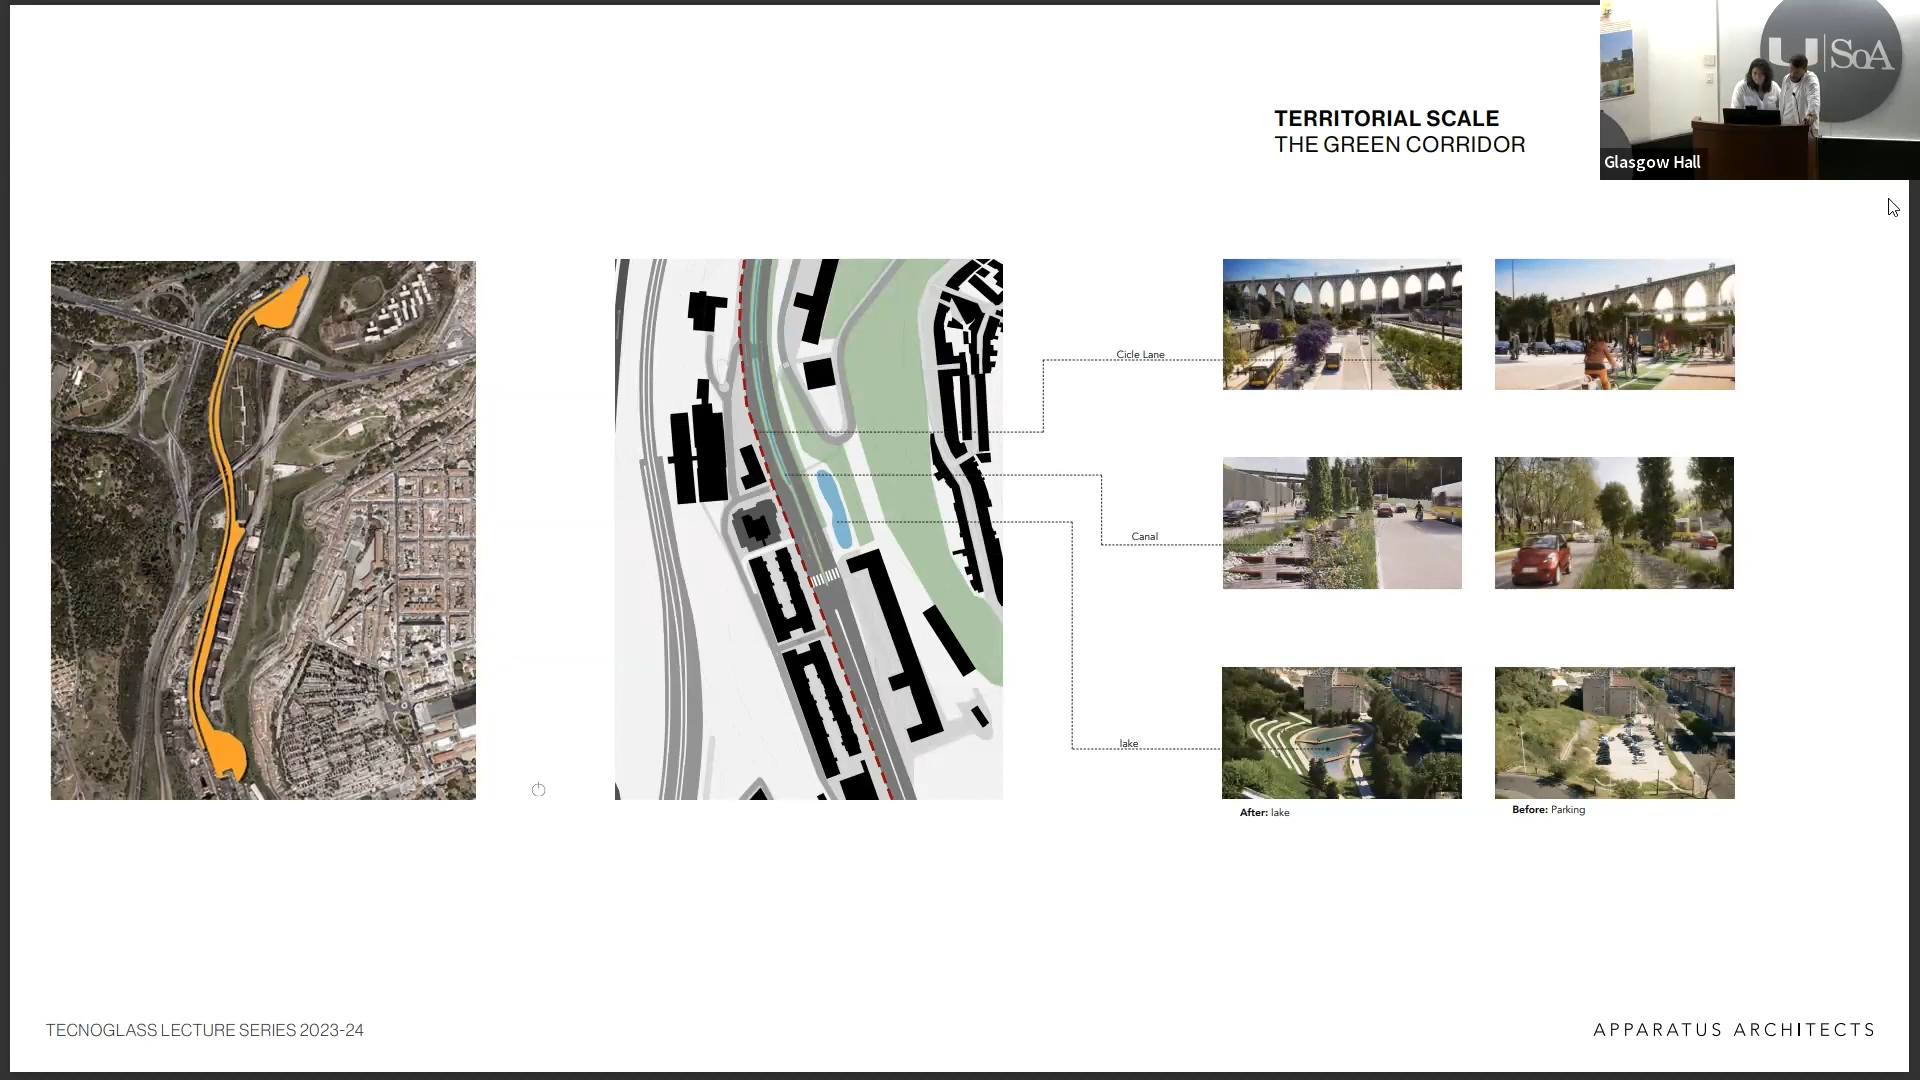 U SoA
TERRITORIAL SCALE
THE GREEN CORRIDOR
Glasgow Hall
Cicle Lane
Canal
lake
After: lake
Before: Parking
TECNOGLASS LECTURE SERIES 2023-24
APPARATUS ARCHITECTS